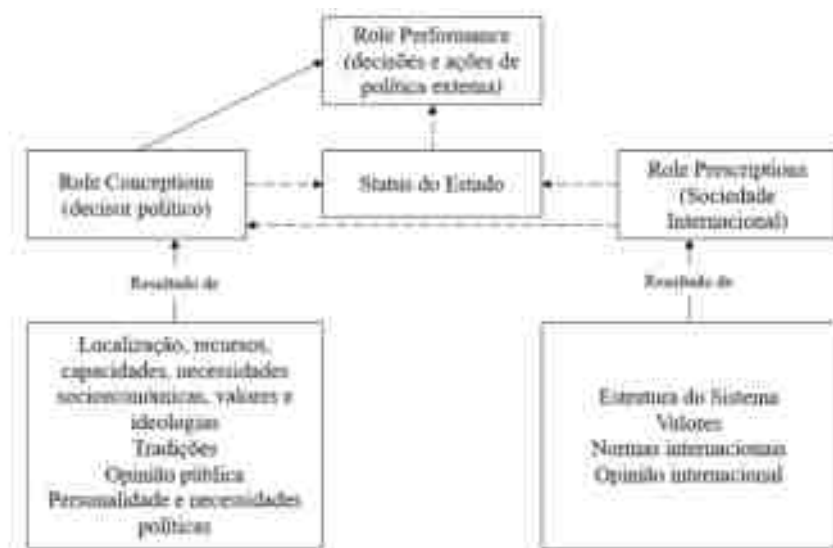 Role Performance
(decisões e ações de
política externa)
Role Conceptions
(decisor político)
Status do Estado
Role Prescriptions
(Sociedade
Internacional)
Resultado de
Resultado de
Localização, recursos,
capacidades, necessidades
socioeconômicas, valores e
ideologias
Tradições
Opinião pública
Personalidade e necessidades
políticas
Estrutura do Sistema
Valores
Normas internacionais
Opinião internacional